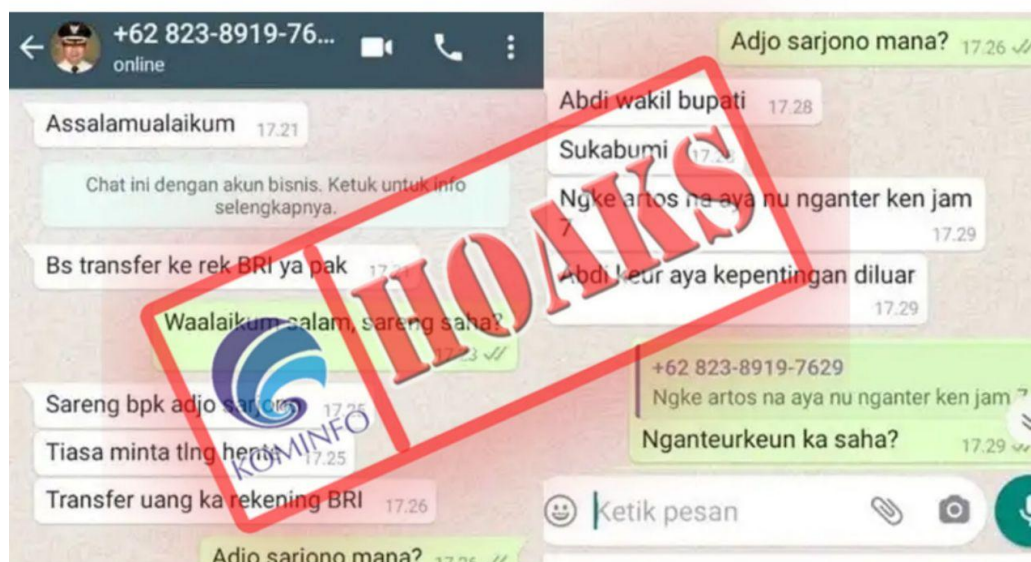 +62 823-8919-76...
online
Assalamualaikum 17.21
Chat ini dengan akun bisnis. Ketuk untuk info
selengkapnya.
Bs transfer ke rek BRI ya pak
Waalaikum salam, sareng saha?
Sareng bpk adjo
17.25
Tiasa minta tlng
17.25
Transfer uang ka rekening BRI 17.26
Adjo sarjono mana? 17.26
KOMINFO
HOAKS
Adjo sarjono mana? 17.26
Abdi wakil bupati 17.28
Sukabumi
Ngke artos na aya nu nganter ken jam
7
17.29
Abdi keur aya kepentingan diluar
17.29
+62 823-8919-7629
Ngke artos na aya nu nganter ken jam 7
Nganteurkeun ka saha? 17.29
Ketik pesan